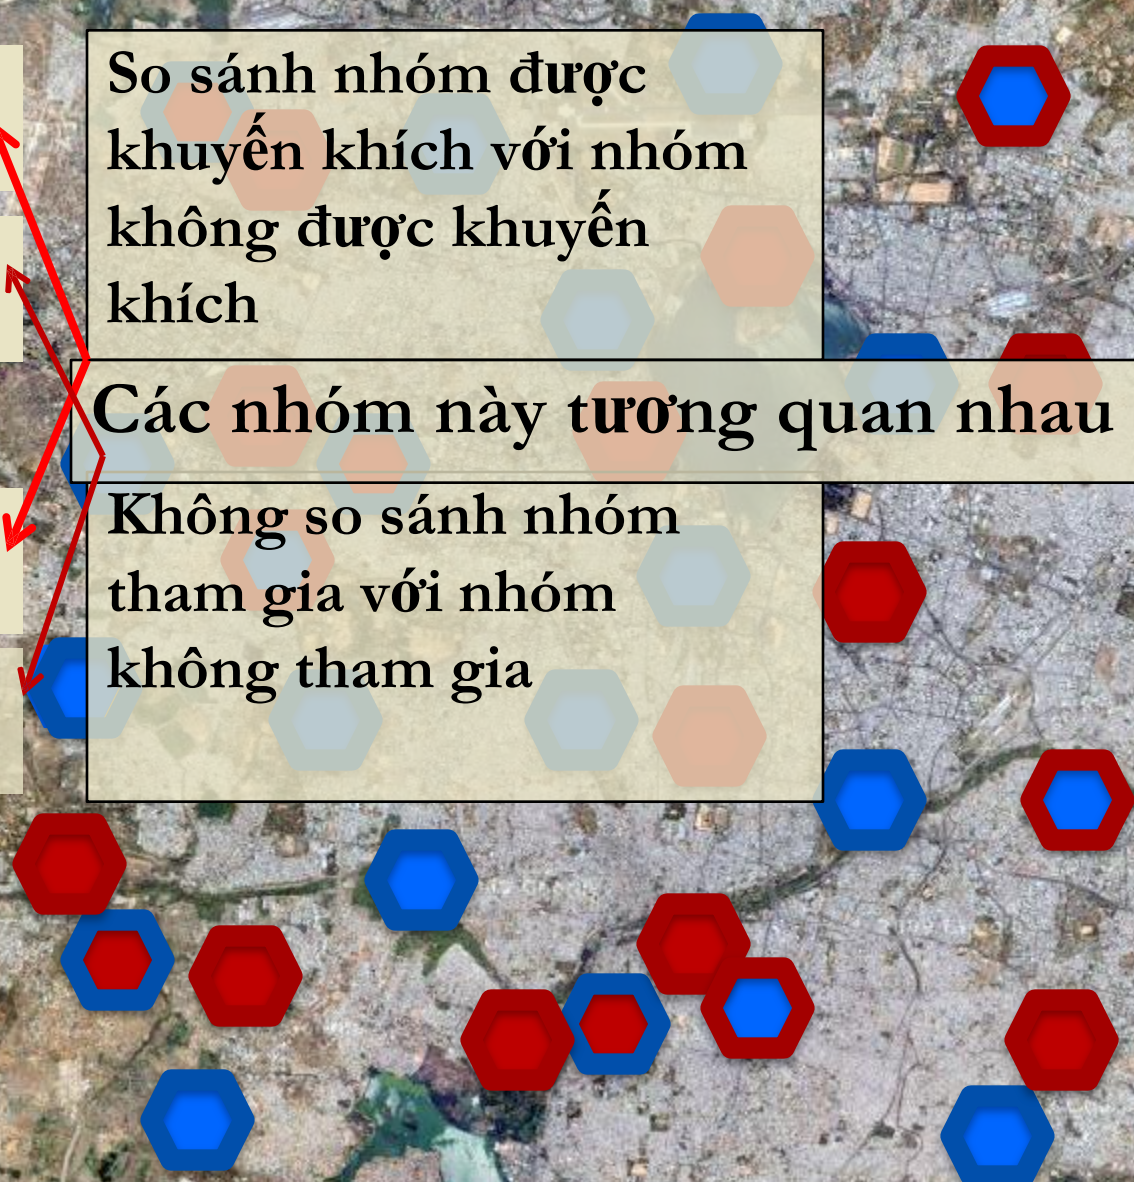 So sánh nhóm được
khuyến khích với nhóm
không được khuyến
khích
Các nhóm này tương quan nhau
Không so sánh nhóm
tham gia với nhóm
không tham gia